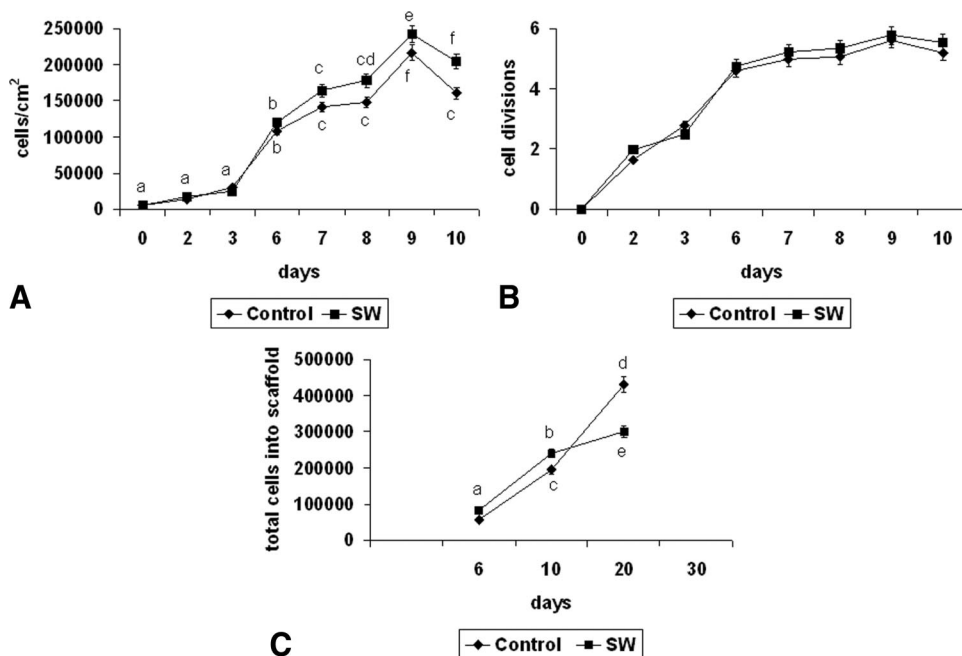 250000
200000
150000
100000
50000
0
cells/cm²
a
a
a
b
b
c
c
cd
c
e
f
f
c
0 2 3 6 7 8 9 10
days
A
Control SW
6
4
2
0
cell divisions
0 2 3 6 7 8 9 10
days
B
Control SW
500000
400000
300000
200000
100000
0
total cells into scaffold
a
b
c
d
e
6 10 20 30
days
C
Control SW